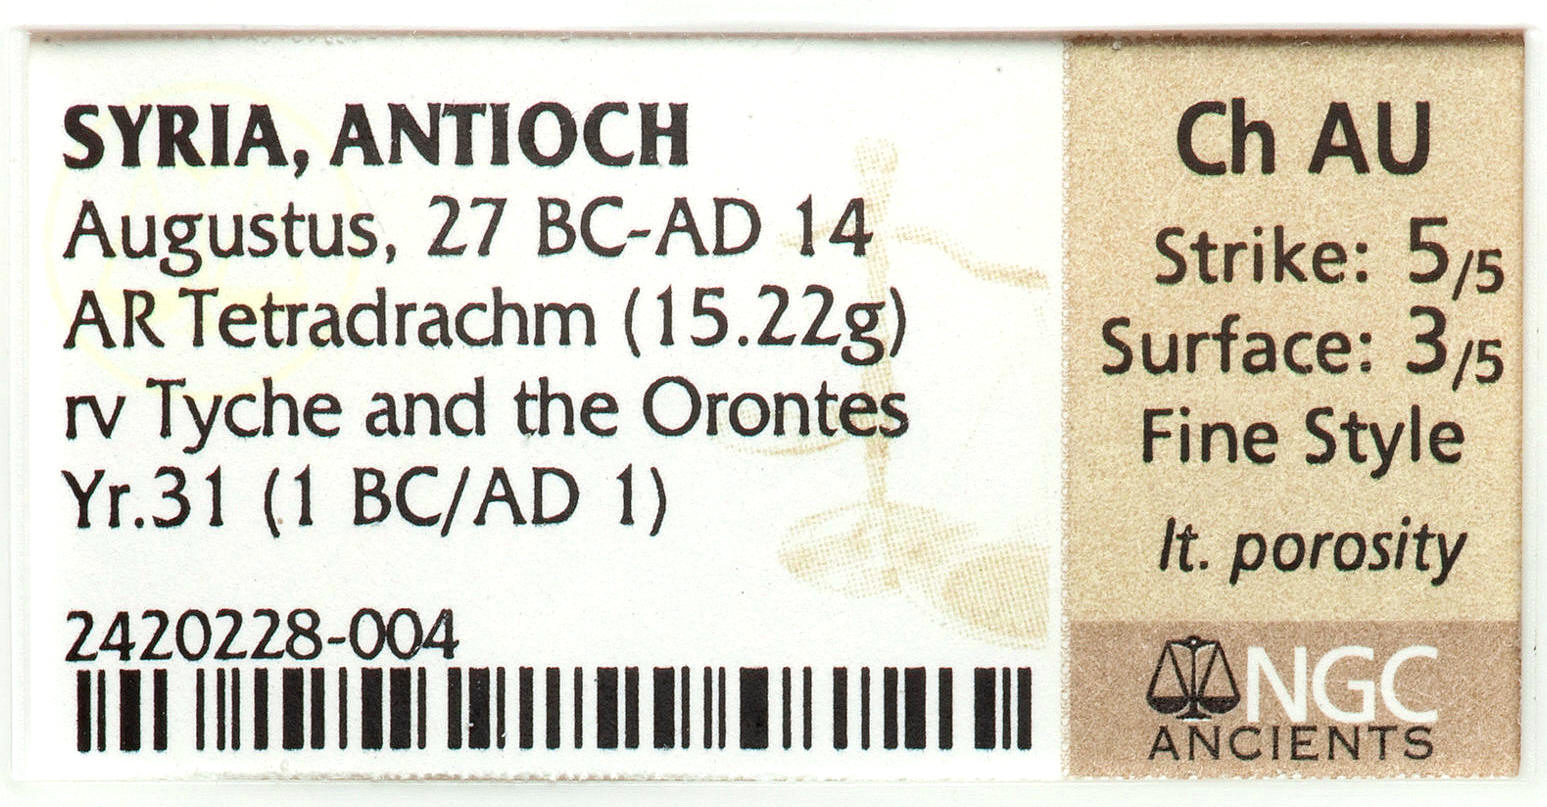 SYRIA, ANTIOCH
Augustus, 27 BC-AD 14
AR Tetradrachm (15.22g)
rv Tyche and the Orontes
Yr.31 (1 BC/AD 1)
2420228-004
Ch AU
Strike: 5/5
Surface: 3/5
Fine Style
lt. porosity
NGC
ANCIENTS